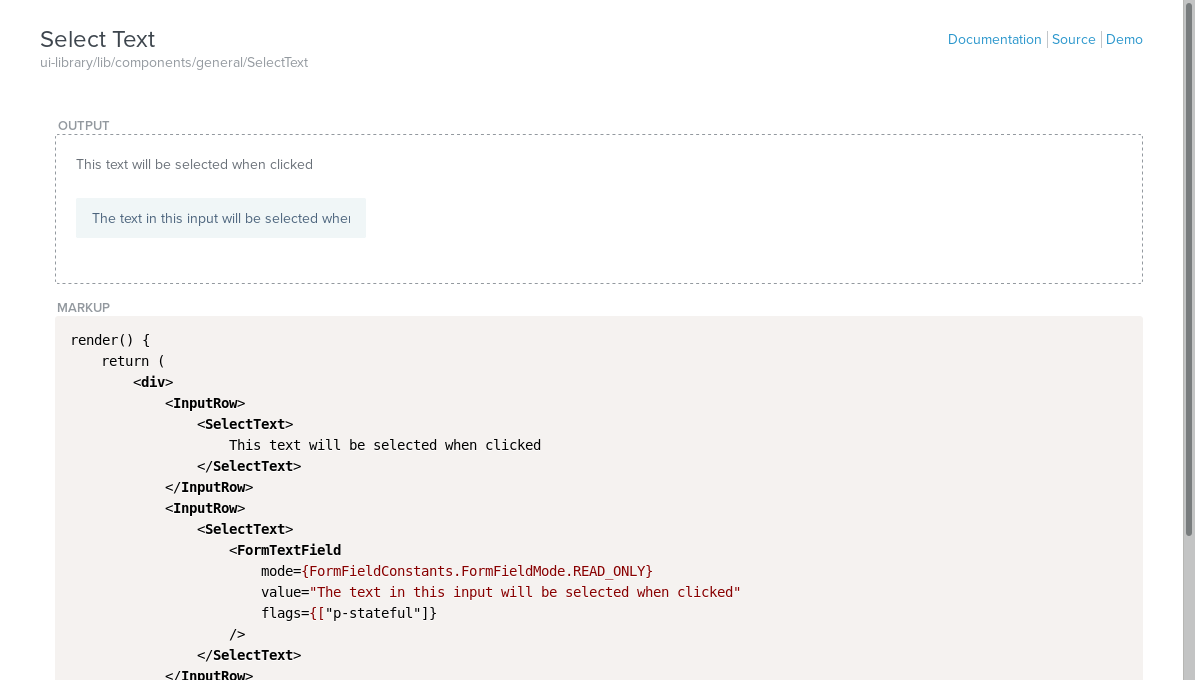 Select Text
Documentation Source Demo
ui-library/lib/components/general/SelectText
OUTPUT
This text will be selected when clicked
The text in this input will be selected when
MARKUP
render() {
    return (
        <div>
            <InputRow>
                <SelectText>
                    This text will be selected when clicked
                </SelectText>
            </InputRow>
            <InputRow>
                <SelectText>
                    <FormTextField
                        mode={FormFieldConstants.FormFieldMode.READ_ONLY}
                        value="The text in this input will be selected when clicked"
                        flags={["p-stateful"]}
                    />
                </SelectText>
            </InputRow>